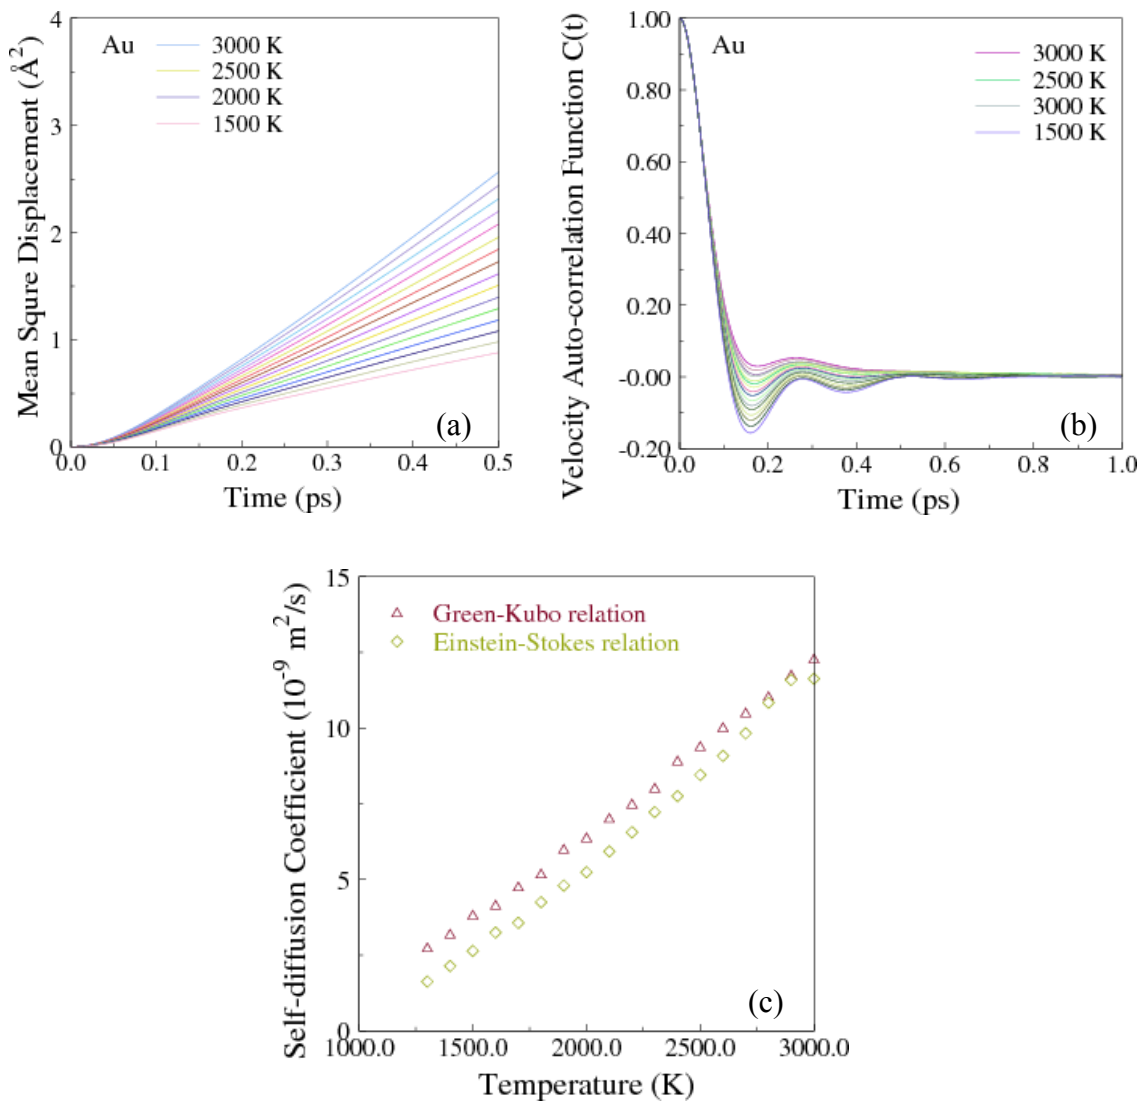 Mean Squre Displacement (Å²)
4
3
2
1
0
Au
3000 K
2500 K
2000 K
1500 K
(a)
0.0 0.1 0.2 0.3 0.4 0.5
Time (ps)
Velocity Auto-correlation Function C(t)
1.00
0.80
0.60
0.40
0.20
-0.00
-0.20
Au
3000 K
2500 K
3000 K
1500 K
(b)
0.0 0.2 0.4 0.6 0.8 1.0
Time (ps)
Self-diffusion Coefficient (10⁻⁹ m²/s)
15
10
5
0
Green-Kubo relation
Einstein-Stokes relation
(c)
1000.0 1500.0 2000.0 2500.0 3000.0
Temperature (K)